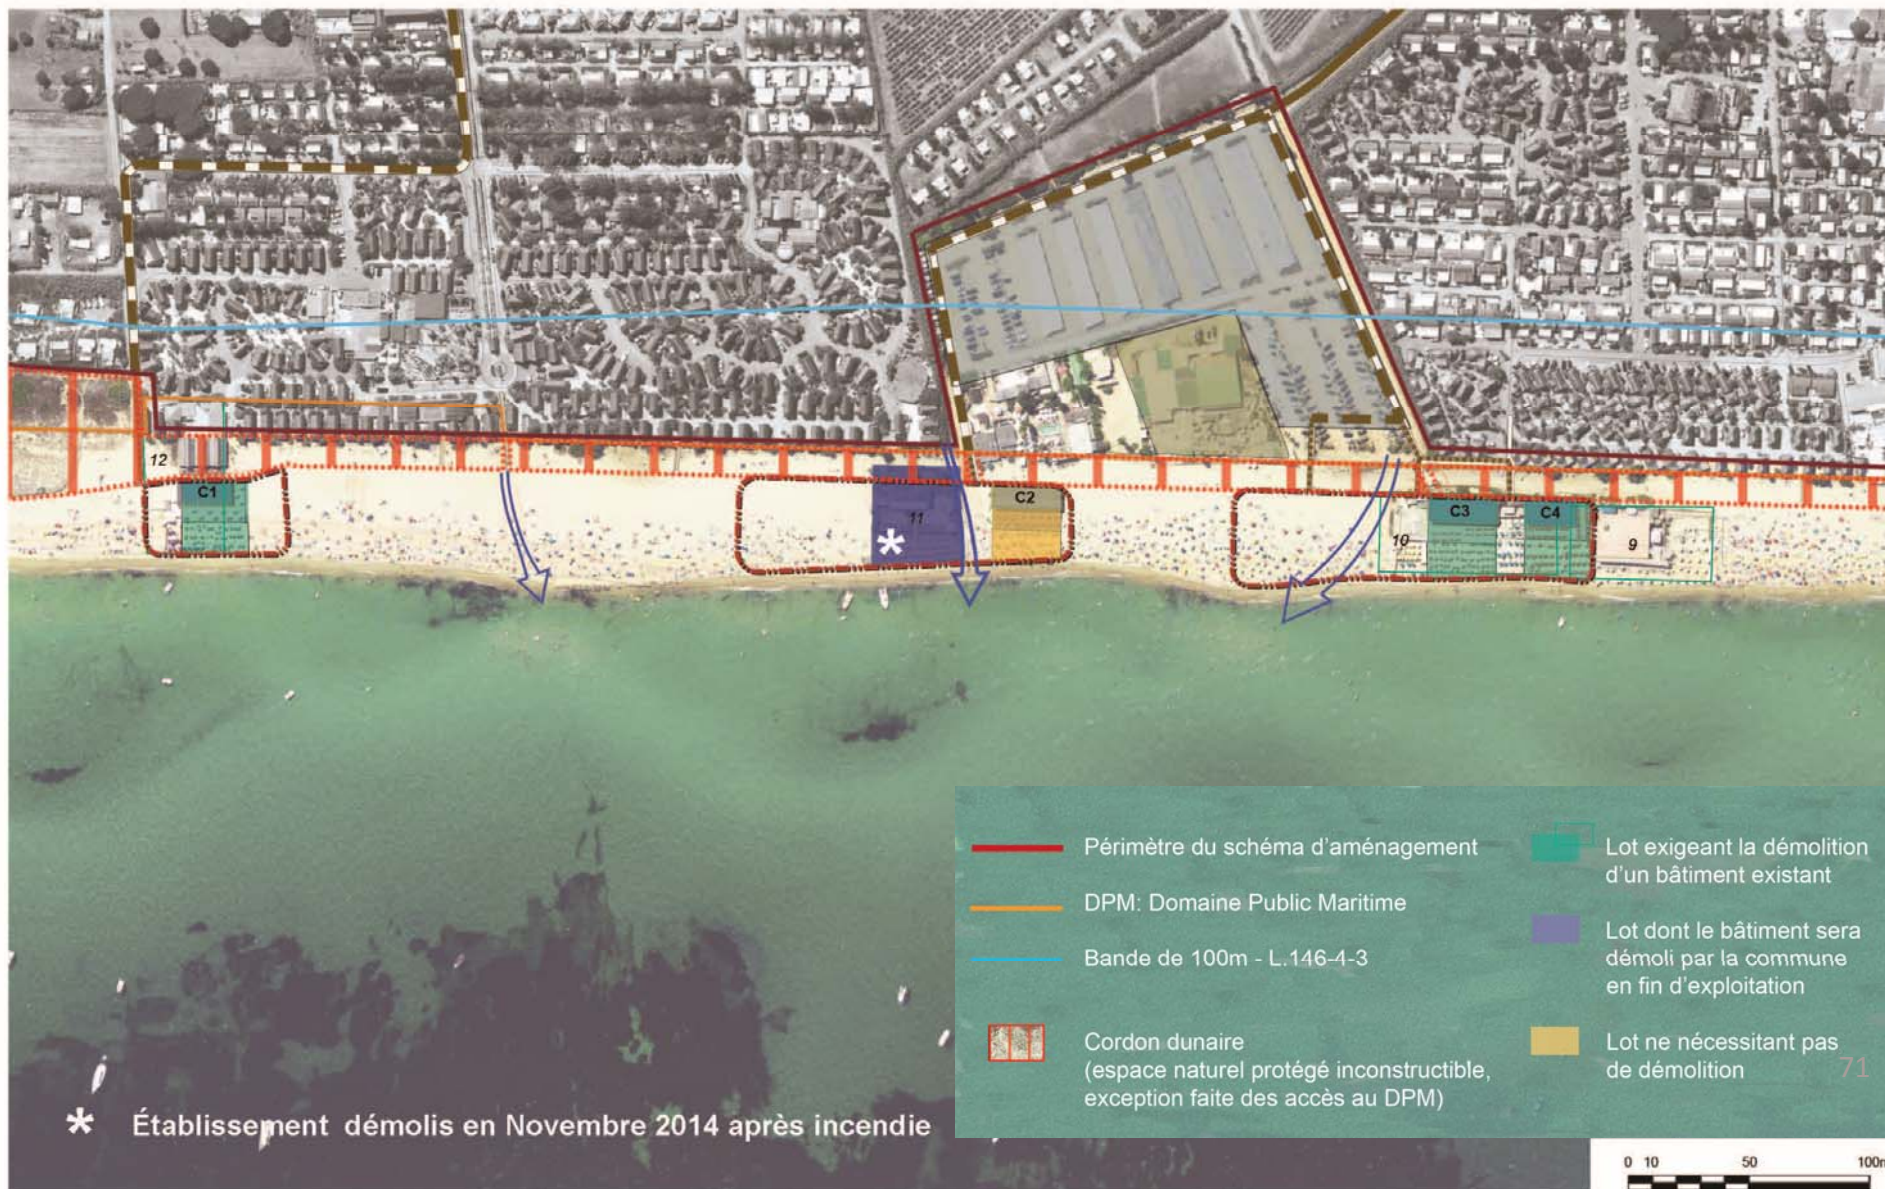 12
C1
11
C2
10
C3
C4
9
Périmètre du schéma d'aménagement
DPM: Domaine Public Maritime
Bande de 100m - L.146-4-3
Cordon dunaire
(espace naturel protégé inconstructible,
exception faite des accès au DPM)
Lot exigeant la démolition
d'un bâtiment existant
Lot dont le bâtiment sera
démoli par la commune
en fin d'exploitation
Lot ne nécessitant pas
de démolition
71
* Établissement démolis en Novembre 2014 après incendie
0 10 50 100m